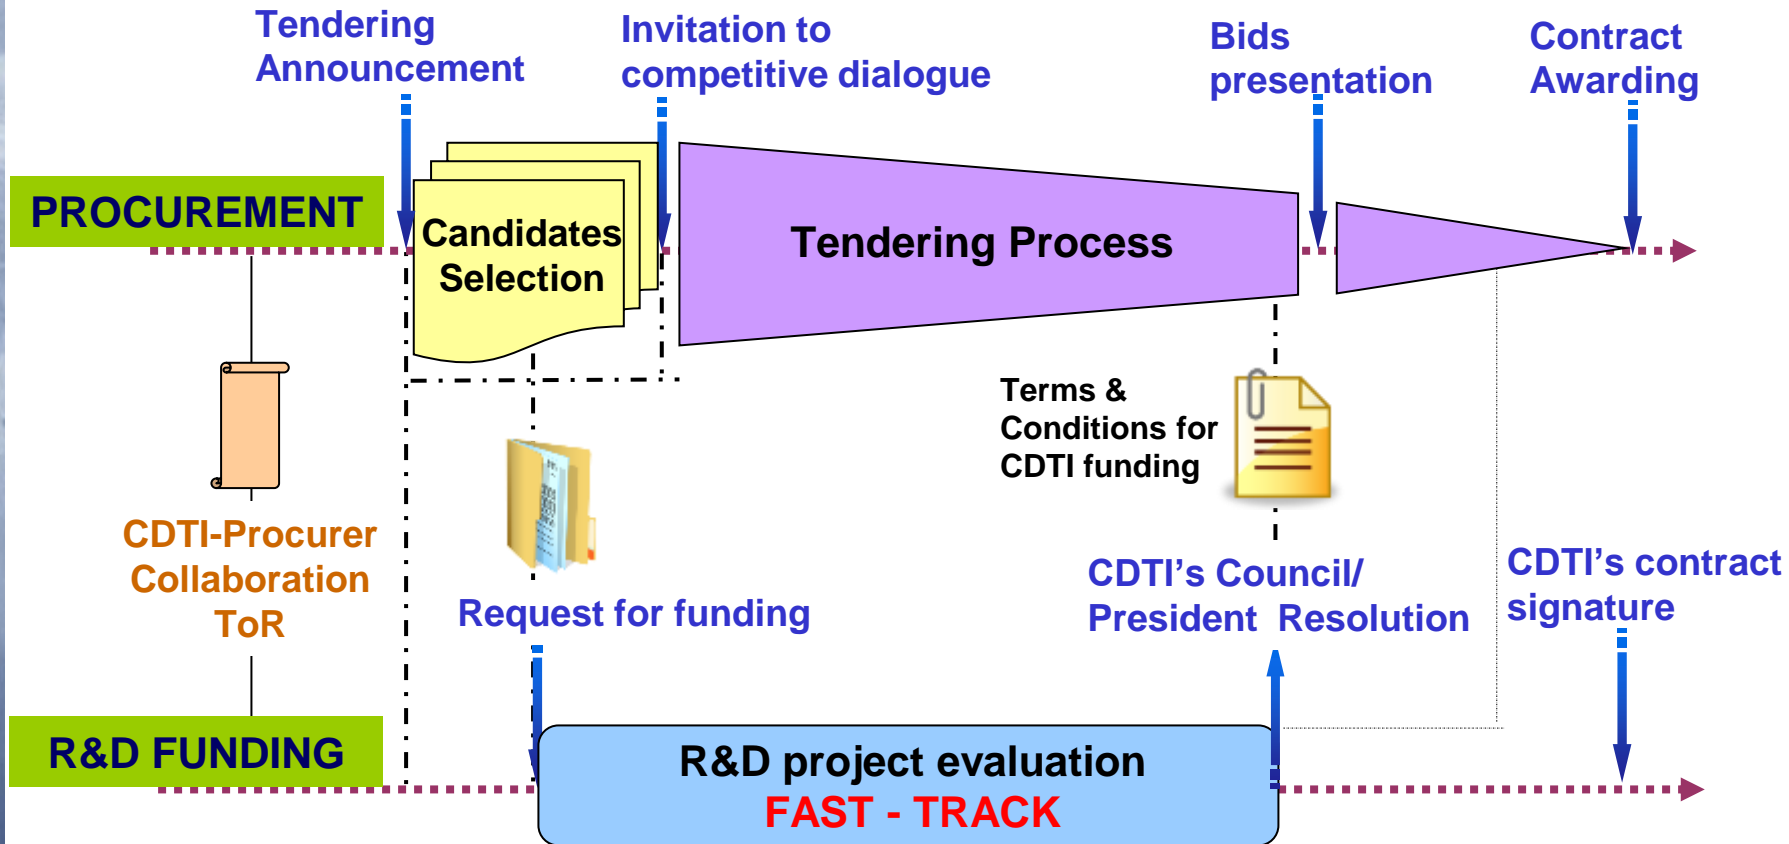 Tendering
Announcement
Invitation to
competitive dialogue
Bids
presentation
Contract
Awarding
PROCUREMENT
Candidates
Selection
Tendering Process
Terms &
Conditions for
CDTI funding
CDTI-Procurer
Collaboration
ToR
Request for funding
CDTI’s Council/
President Resolution
CDTI’s contract
signature
R&D FUNDING
R&D project evaluation
FAST - TRACK